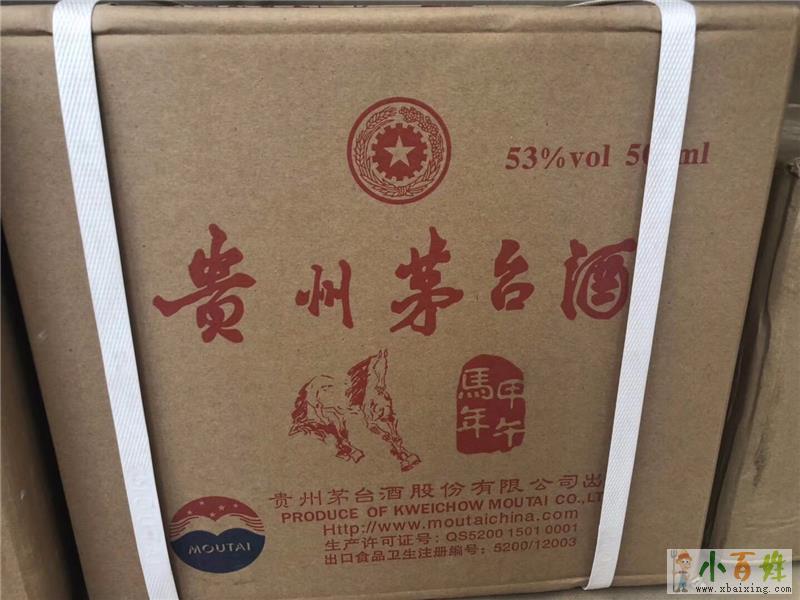 53%vol 50 ml
贵州茅台酒
馬年
甲午
MOUTAI
贵州茅台酒股份有限公司出
PRODUCE OF KWEICHOW MOUTAI CO.,LT
Http://www.moutaichina.com
生产许可证号: QS5200 1501 0001
出口食品卫生注册编号: 5200/12003
小百姓
www.xbaixing.com